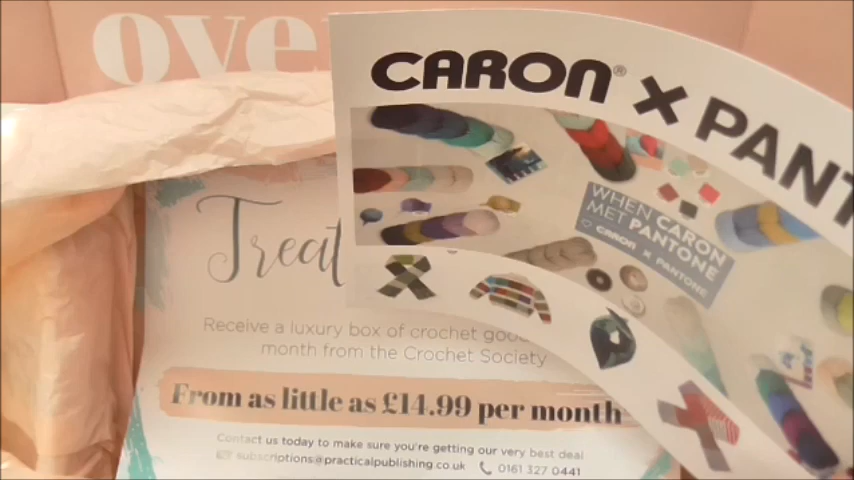 ove
CARON® X PANT
WHEN CARON
MET PANTONE
CARON X PANTONE
Treat
Receive a luxury box of crochet goo
month from the Crochet Society
From as little as £14.99 per month
Contact us today to make sure you're getting our very best deal
subscriptions@practicalpublishing.co.uk 0161 327 0441